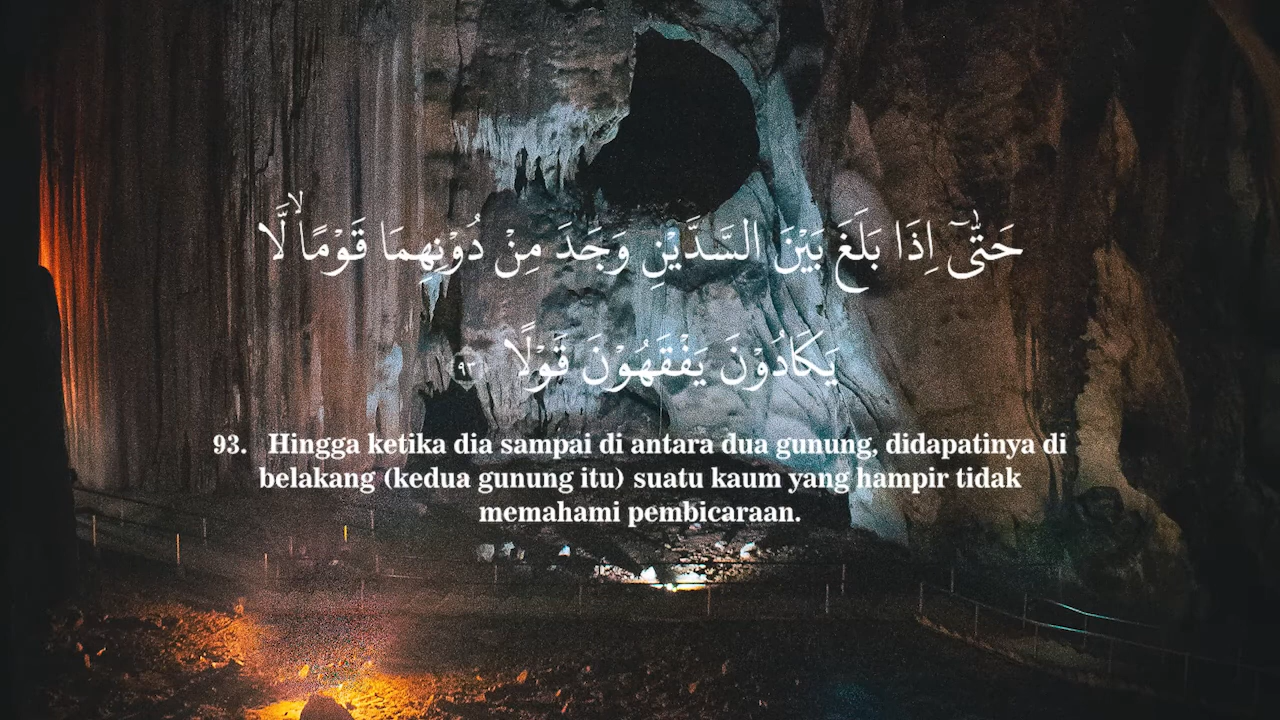 حَتّٰىٓ اِذَا بَلَغَ بَيْنَ السَّدَّيْنِ وَجَدَ مِنْ دُوْنِهِمَا قَوْمًاۙ لَّا
يَكَادُوْنَ يَفْقَهُوْنَ قَوْلًا ٩٣
93. Hingga ketika dia sampai di antara dua gunung, didapatinya di
belakang (kedua gunung itu) suatu kaum yang hampir tidak
memahami pembicaraan.